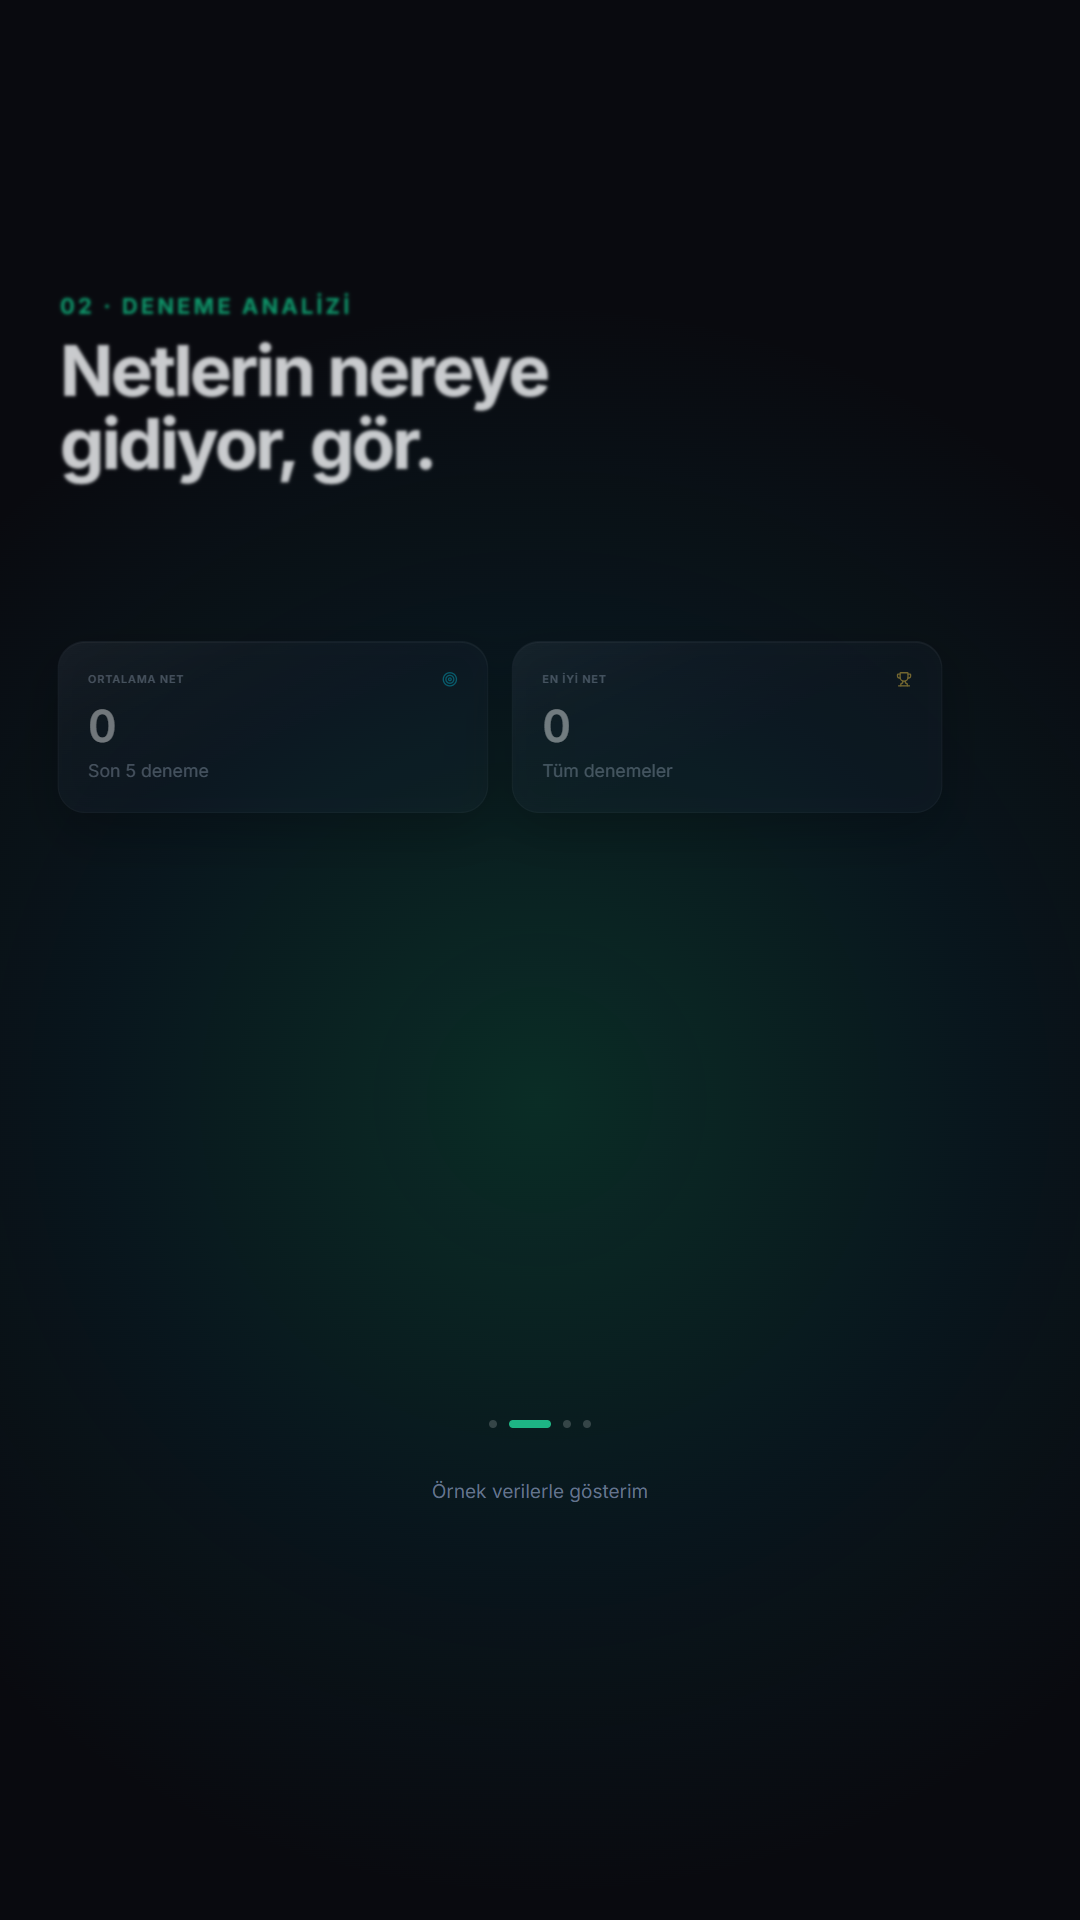 02 · DENEME ANALİZİ
Netlerin nereye
gidiyor, gör.
ORTALAMA NET
0
Son 5 deneme
EN İYİ NET
0
Tüm denemeler
Örnek verilerle gösterim